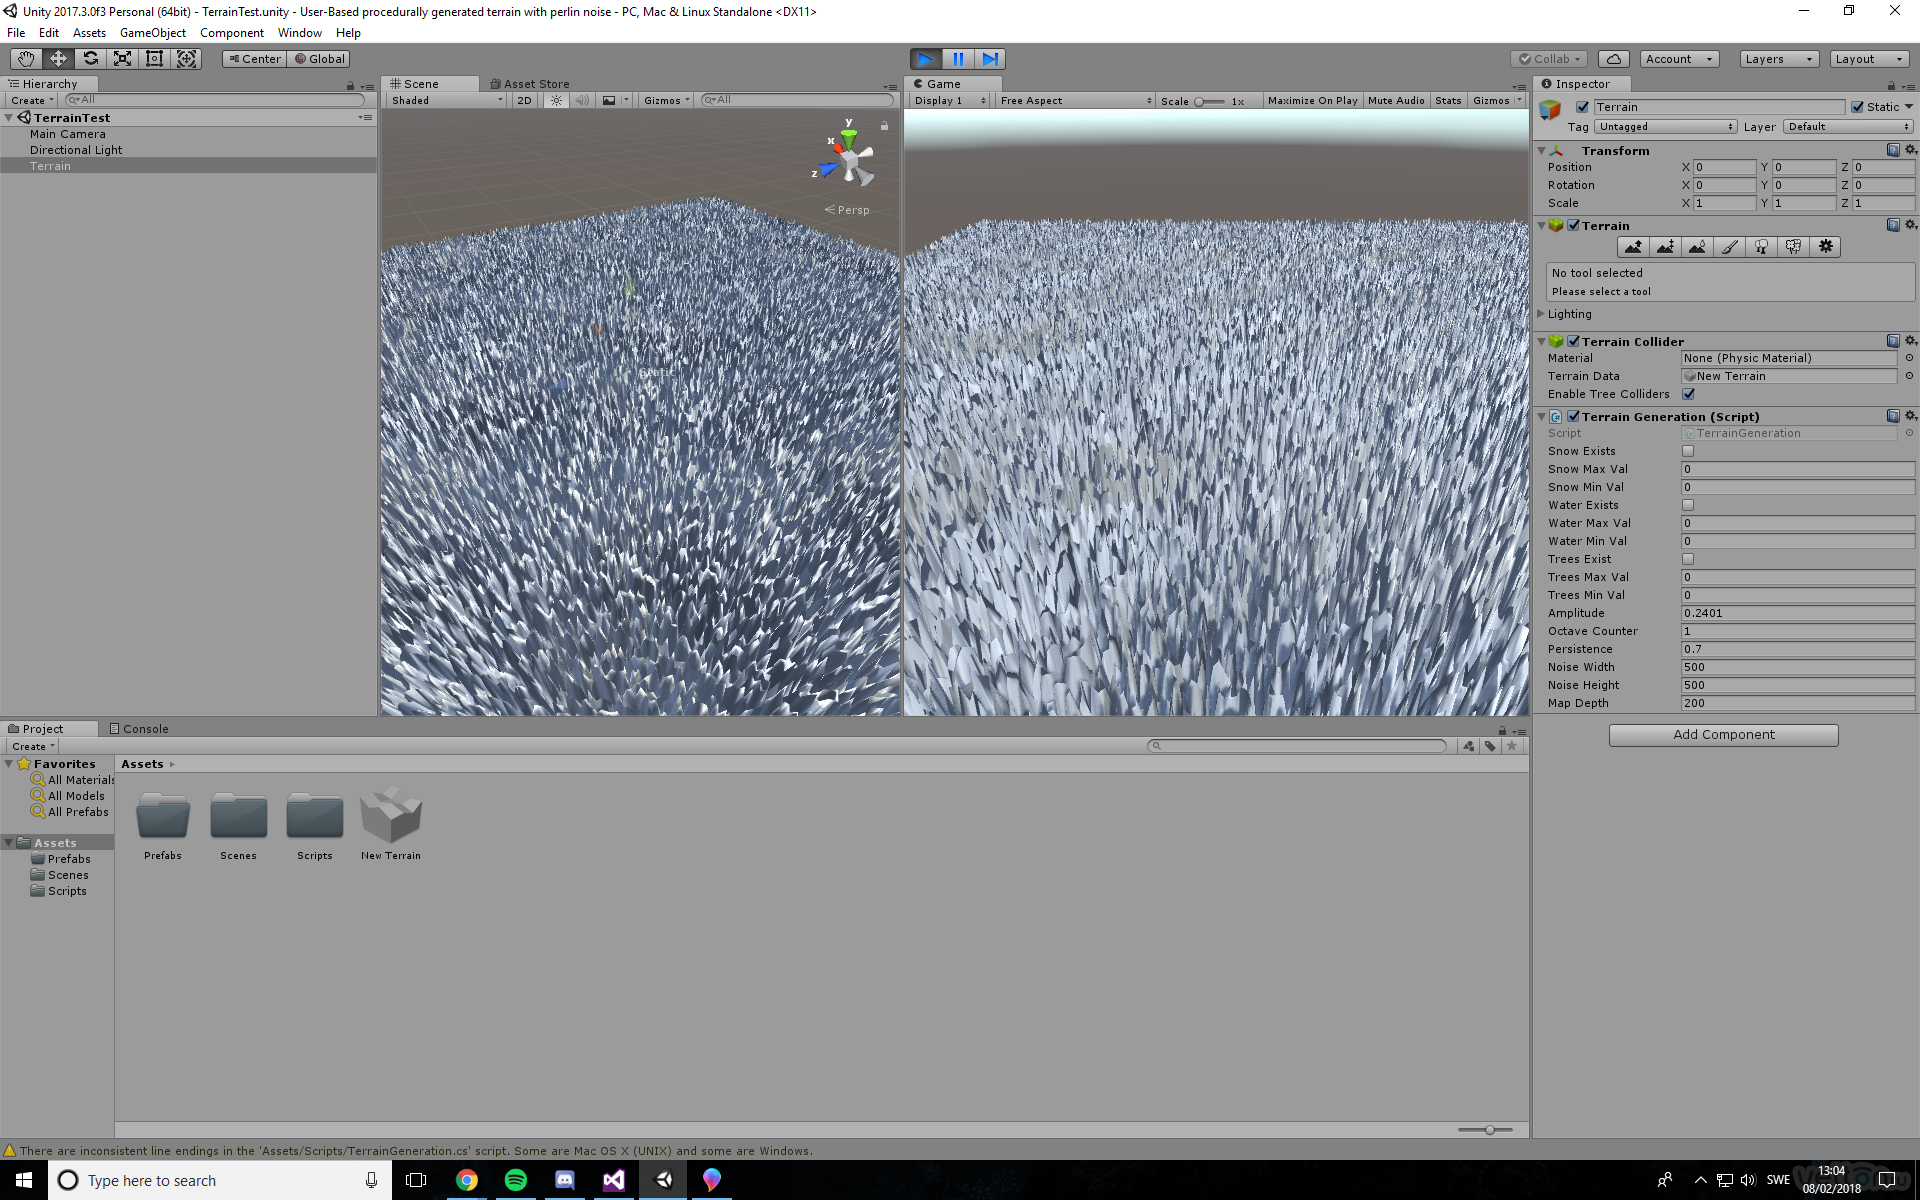 Unity 2017.3.0f3 Personal (64bit) - TerrainTest.unity - User-Based procedurally generated terrain with perlin noise - PC, Mac & Linux Standalone <DX11>
File Edit Assets GameObject Component Window Help
Center Global
Collab Account Layers Layout
Hierarchy
Create All
TerrainTest
Main Camera
Directional Light
Terrain
Scene Asset Store
Shaded 2D Gizmos All
y
x
z
Persp
Static
Game
Display 1 Free Aspect Scale 1x Maximize On Play Mute Audio Stats Gizmos
Inspector
Terrain Static
Tag Untagged Layer Default
Transform
Position X 0 Y 0 Z 0
Rotation X 0 Y 0 Z 0
Scale X 1 Y 1 Z 1
Terrain
No tool selected
Please select a tool
Lighting
Terrain Collider
Material None (Physic Material)
Terrain Data New Terrain
Enable Tree Colliders
Terrain Generation (Script)
Script TerrainGeneration
Snow Exists
Snow Max Val 0
Snow Min Val 0
Water Exists
Water Max Val 0
Water Min Val 0
Trees Exist
Trees Max Val 0
Trees Min Val 0
Amplitude 0.2401
Octave Counter 1
Persistence 0.7
Noise Width 500
Noise Height 500
Map Depth 200
Add Component
Project Console
Create
Favorites
All Materials
All Models
All Prefabs
Assets
Prefabs
Scenes
Scripts
Assets
Prefabs Scenes Scripts New Terrain
There are inconsistent line endings in the 'Assets/Scripts/TerrainGeneration.cs' script. Some are Mac OS X (UNIX) and some are Windows.
Type here to search
SWE
13:04
08/02/2018